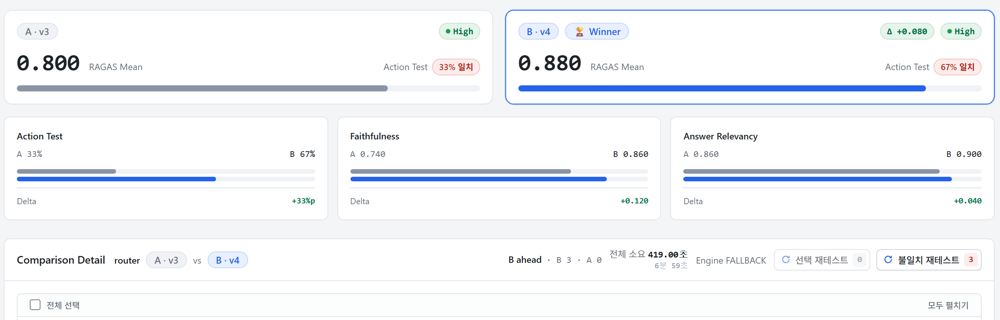 A · v3
High
0.800 RAGAS Mean
Action Test 33% 일치
B · v4
🏆 Winner
Δ +0.080
High
0.880 RAGAS Mean
Action Test 67% 일치
Action Test
A 33%
B 67%
Delta
+33%p
Faithfulness
A 0.740
B 0.860
Delta
+0.120
Answer Relevancy
A 0.860
B 0.900
Delta
+0.040
Comparison Detail router A · v3 vs B · v4
B ahead · B 3 · A 0
전체 소요 419.00초
6분 59초
Engine FALLBACK
선택 재테스트 0
불일치 재테스트 3
전체 선택
모두 펼치기